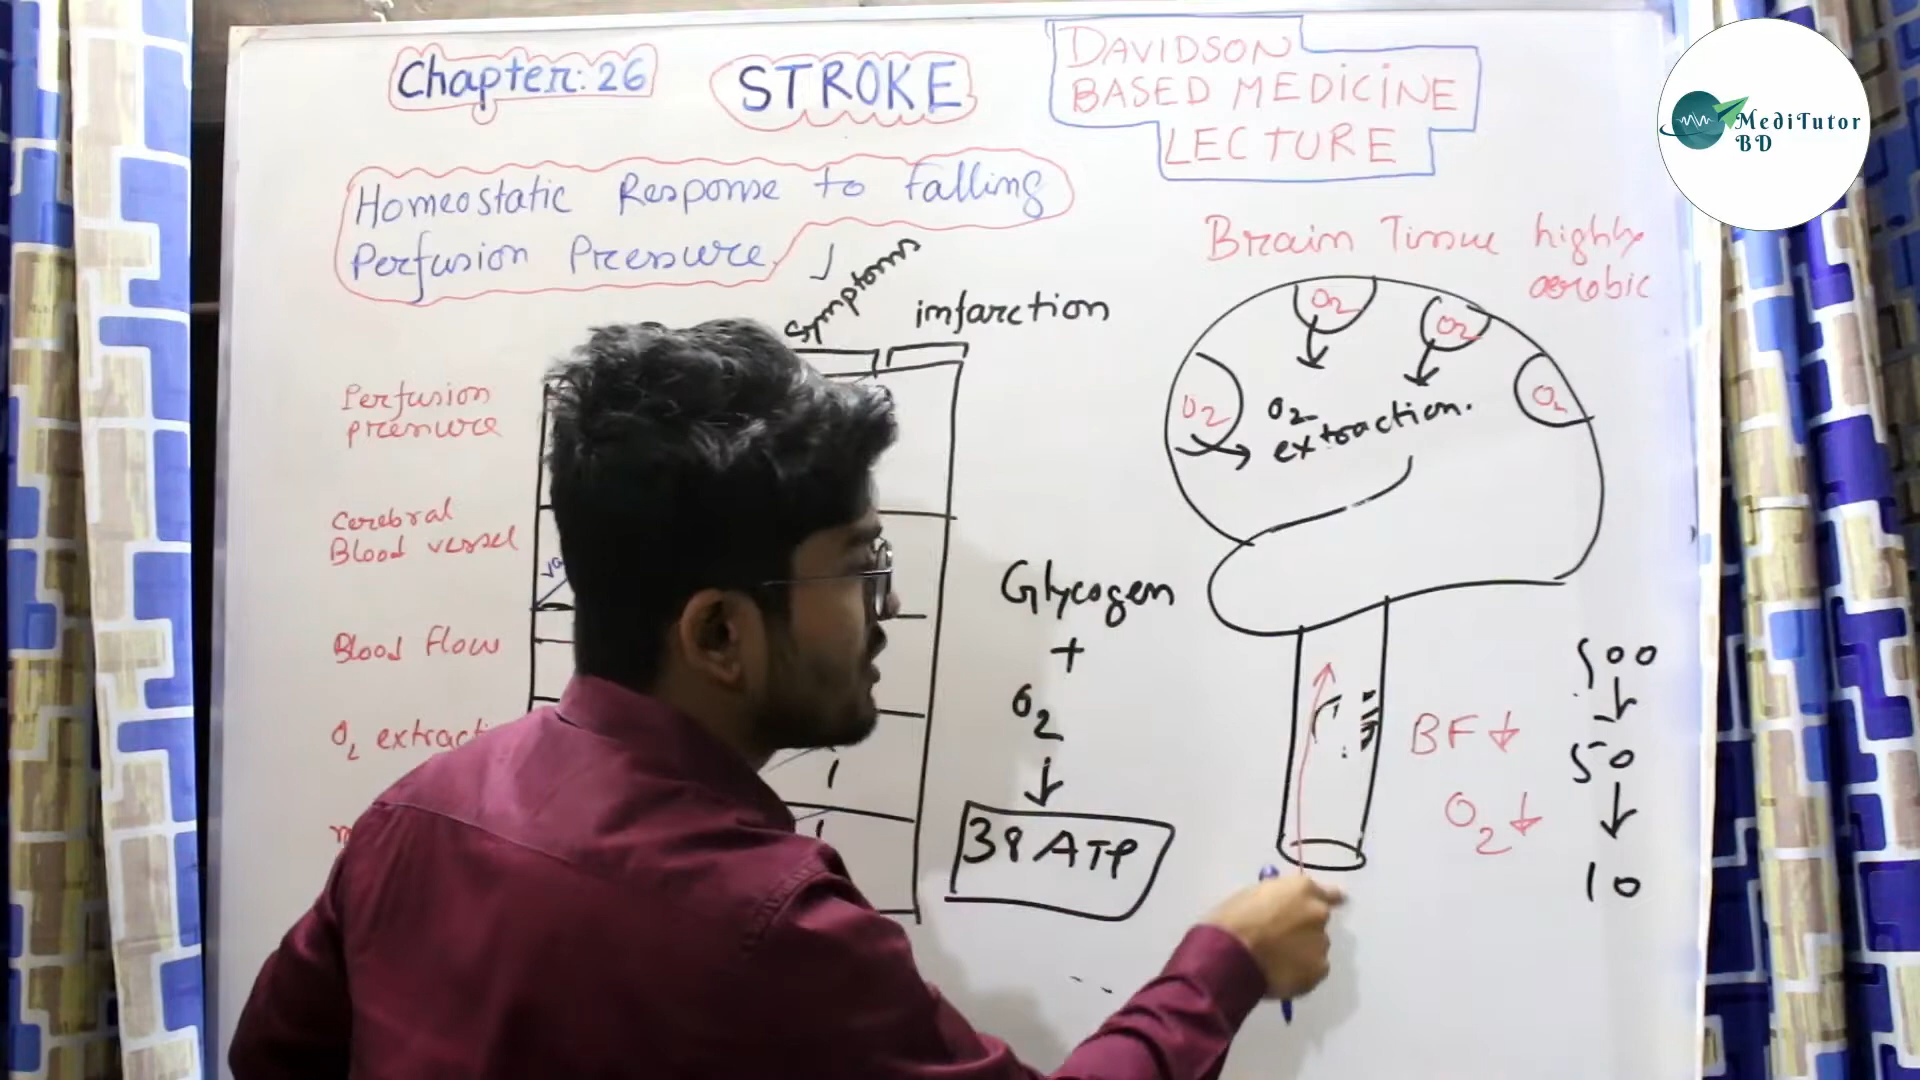 Chapter: 26
STROKE
DAVIDSON
BASED MEDICINE
LECTURE
MediTutor
BD
Homeostatic Response to falling
Perfusion Pressure
Brain Tissue highly
aerobic
symptoms
infarction
Perfusion
pressure
Cerebral
Blood vessel
Blood flow
O2 extracti
O2
O2
O2
O2
O2
extraction.
Glycogen
+
O2
↓
38 ATP
BF ↓
O2 ↓
500
↓
50
↓
10